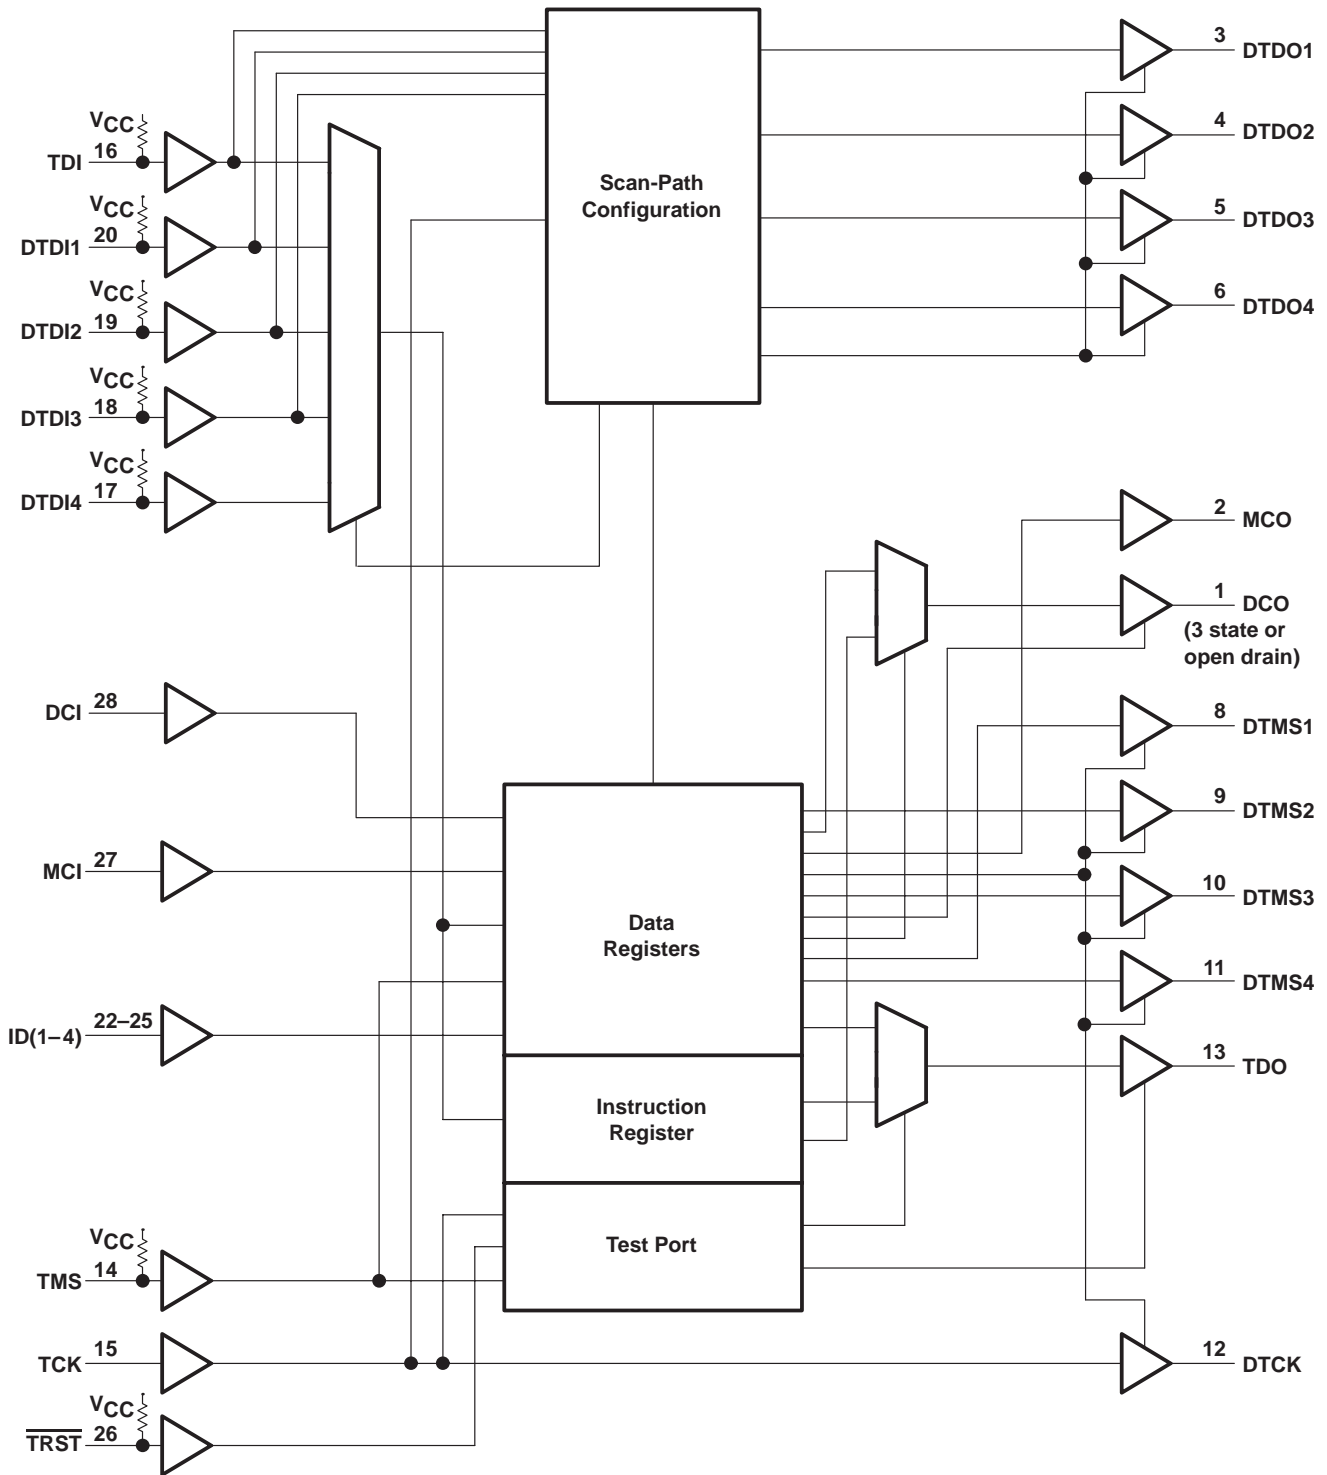 VCC
16
TDI
VCC
20
DTDI1
VCC
19
DTDI2
VCC
18
DTDI3
VCC
17
DTDI4
Scan-Path
Configuration
3
DTDO1
4
DTDO2
5
DTDO3
6
DTDO4
2
MCO
1
DCO
(3 state or
open drain)
28
DCI
27
MCI
22–25
ID(1–4)
Data
Registers
Instruction
Register
Test Port
8
DTMS1
9
DTMS2
10
DTMS3
11
DTMS4
13
TDO
VCC
14
TMS
15
TCK
VCC
26
TRST
12
DTCK